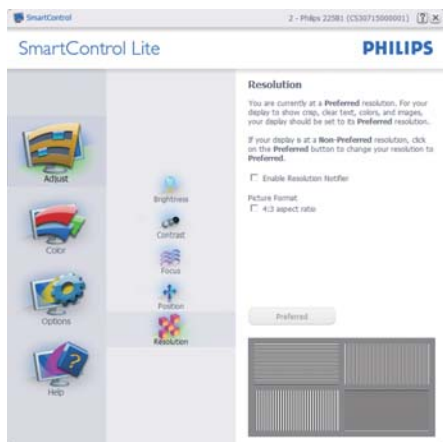 SmartControl
2 - Philips 225B1 (CS30715000001)
SmartControl Lite
PHILIPS
Adjust
Color
Options
Help
Brightness
Contrast
Focus
Position
Resolution
Resolution
You are currently at a Preferred resolution. For your
display to show crisp, clear text, colors, and images,
your display should be set to its Preferred resolution.
If your display is at a Non-Preferred resolution, click
on the Preferred button to change your resolution to
Preferred.
Enable Resolution Notifier
Picture Format
4:3 aspect ratio
Preferred